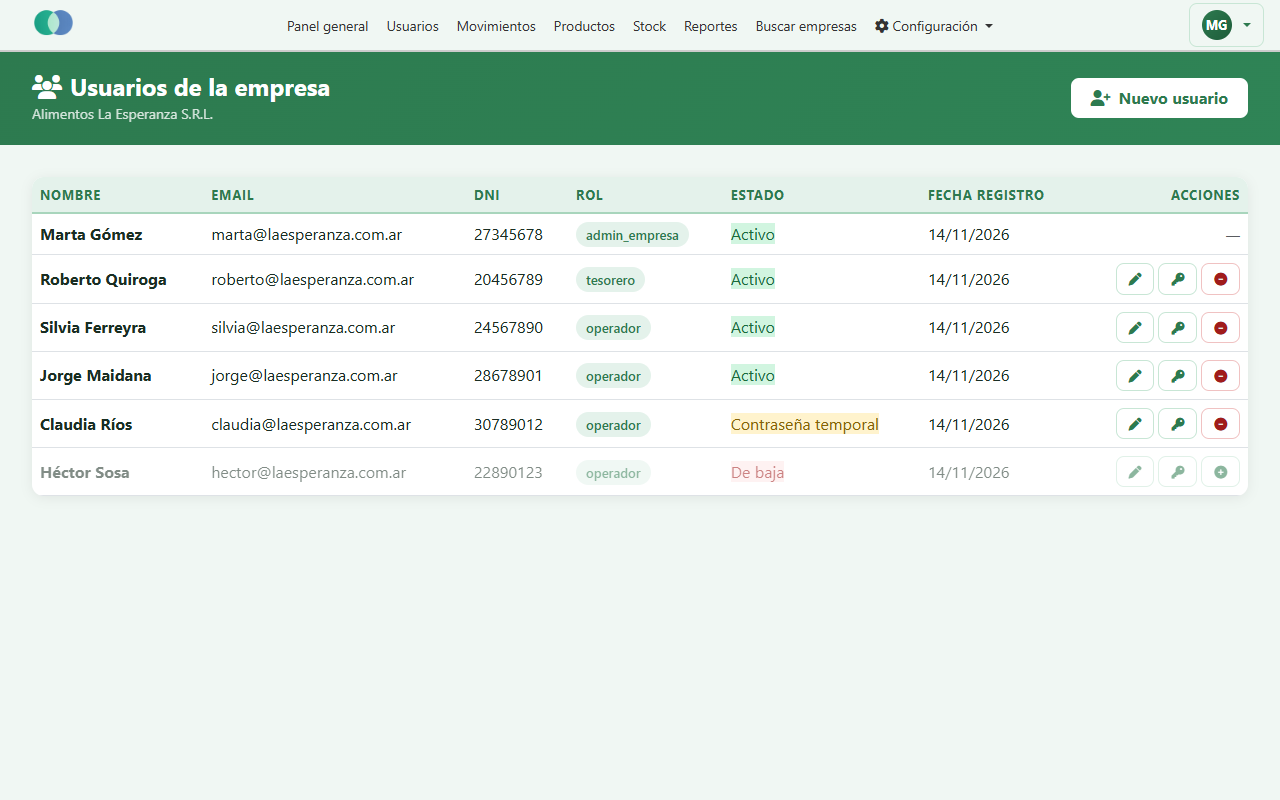 Panel general Usuarios Movimientos Productos Stock Reportes Buscar empresas Configuración MG
Usuarios de la empresa
Alimentos La Esperanza S.R.L.
Nuevo usuario
NOMBRE EMAIL DNI ROL ESTADO FECHA REGISTRO ACCIONES
Marta Gómez marta@laesperanza.com.ar 27345678 admin_empresa Activo 14/11/2026 —
Roberto Quiroga roberto@laesperanza.com.ar 20456789 tesorero Activo 14/11/2026
Silvia Ferreyra silvia@laesperanza.com.ar 24567890 operador Activo 14/11/2026
Jorge Maidana jorge@laesperanza.com.ar 28678901 operador Activo 14/11/2026
Claudia Ríos claudia@laesperanza.com.ar 30789012 operador Contraseña temporal 14/11/2026
Héctor Sosa hector@laesperanza.com.ar 22890123 operador De baja 14/11/2026